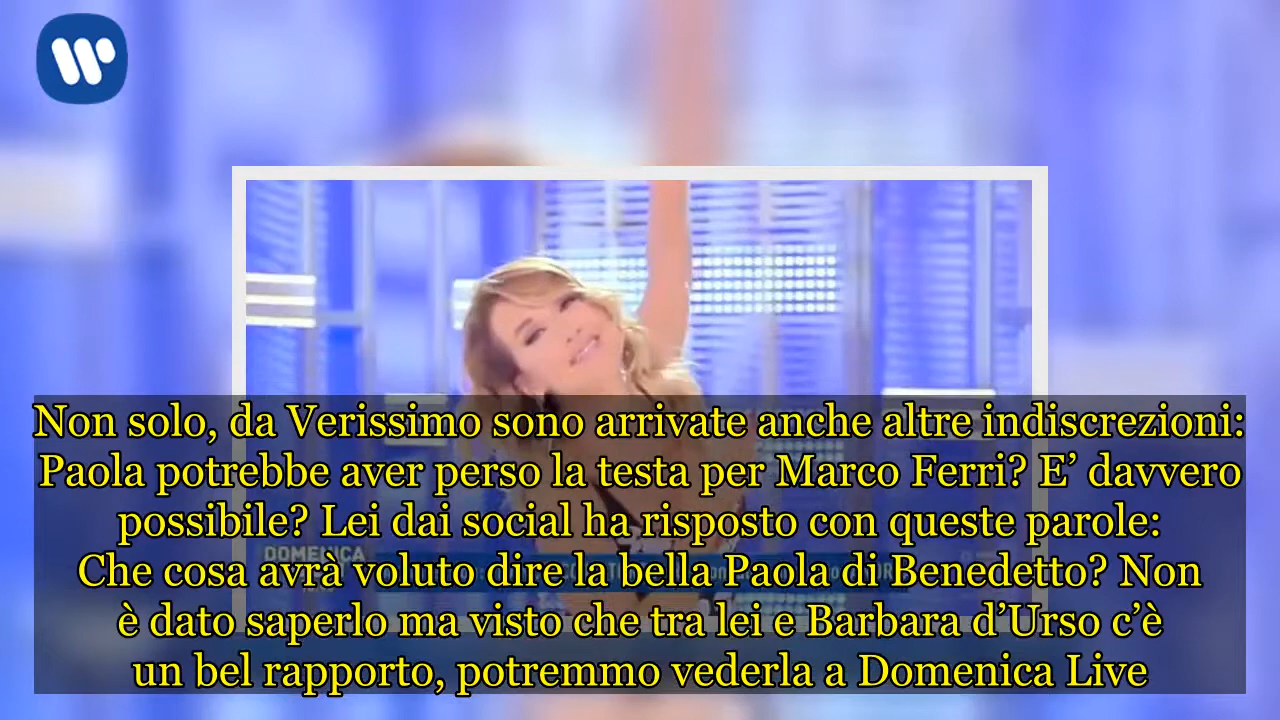 Non solo, da Verissimo sono arrivate anche altre indiscrezioni:
Paola potrebbe aver perso la testa per Marco Ferri? E’ davvero
possibile? Lei dai social ha risposto con queste parole:
Che cosa avrà voluto dire la bella Paola di Benedetto? Non
è dato saperlo ma visto che tra lei e Barbara d’Urso c’è
un bel rapporto, potremmo vederla a Domenica Live
DOMENICA